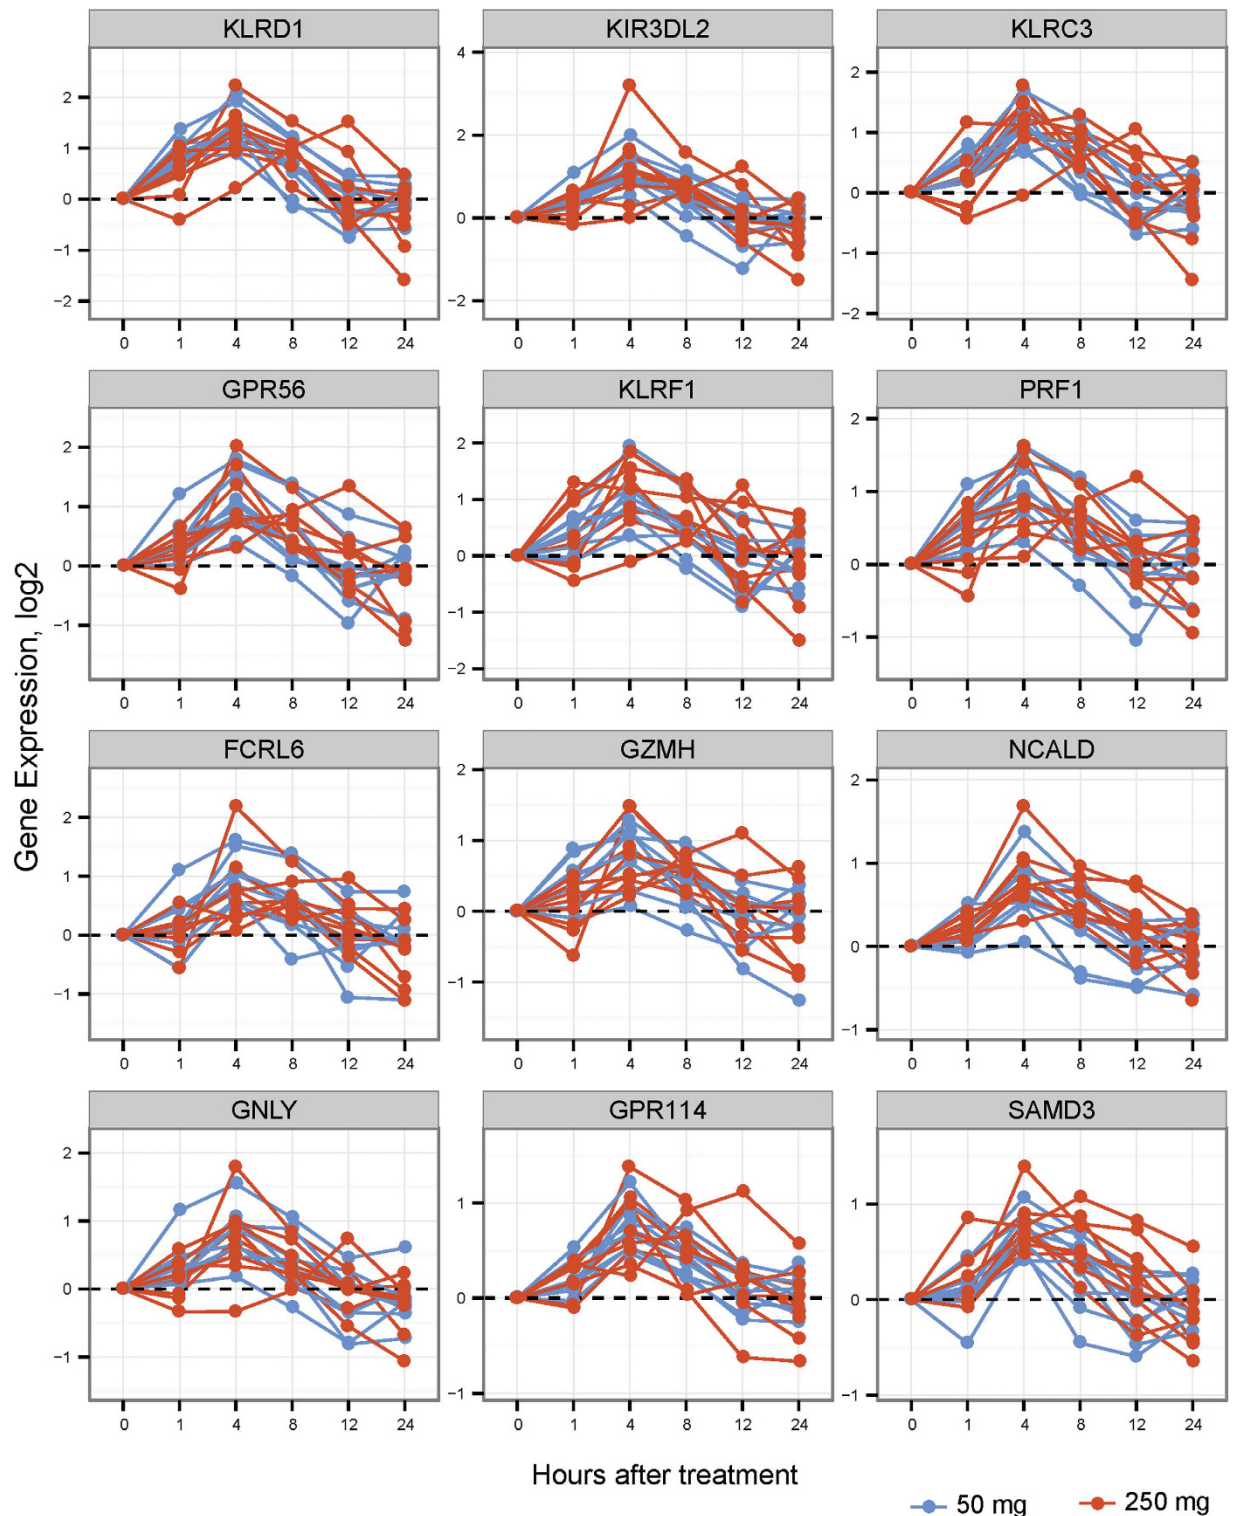 KLRD1 KIR3DL2 KLRC3
4
2 2
2
1 1
0 0 0
−1 −1
−2 −2 −2
0 1 4 8 12 24 0 1 4 8 12 24 0 1 4 8 12 24
GPR56 KLRF1 PRF1
2 2 2
1 1 1
0 0 0
−1 −1 −1
−2
0 1 4 8 12 24 0 1 4 8 12 24 0 1 4 8 12 24
Gene Expression, log2
FCRL6 GZMH NCALD
2 2 2
1 1 1
0 0 0
−1 −1 −1
0 1 4 8 12 24 0 1 4 8 12 24 0 1 4 8 12 24
GNLY GPR114 SAMD3
2
1 1 1
0 0 0
−1 −1 −1
0 1 4 8 12 24 0 1 4 8 12 24 0 1 4 8 12 24
Hours after treatment
50 mg 250 mg